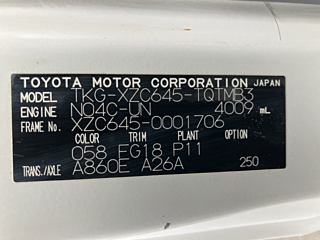 TOYOTA MOTOR CORPORATION JAPAN
MODEL TKG-XZC645-TQTMB3
ENGINE N04C-UN 4009 mL
FRAME NO. XZC645-0001706
COLOR TRIM PLANT OPTION
058 EG18 P11
TRANS./AXLE A860E A26A 250